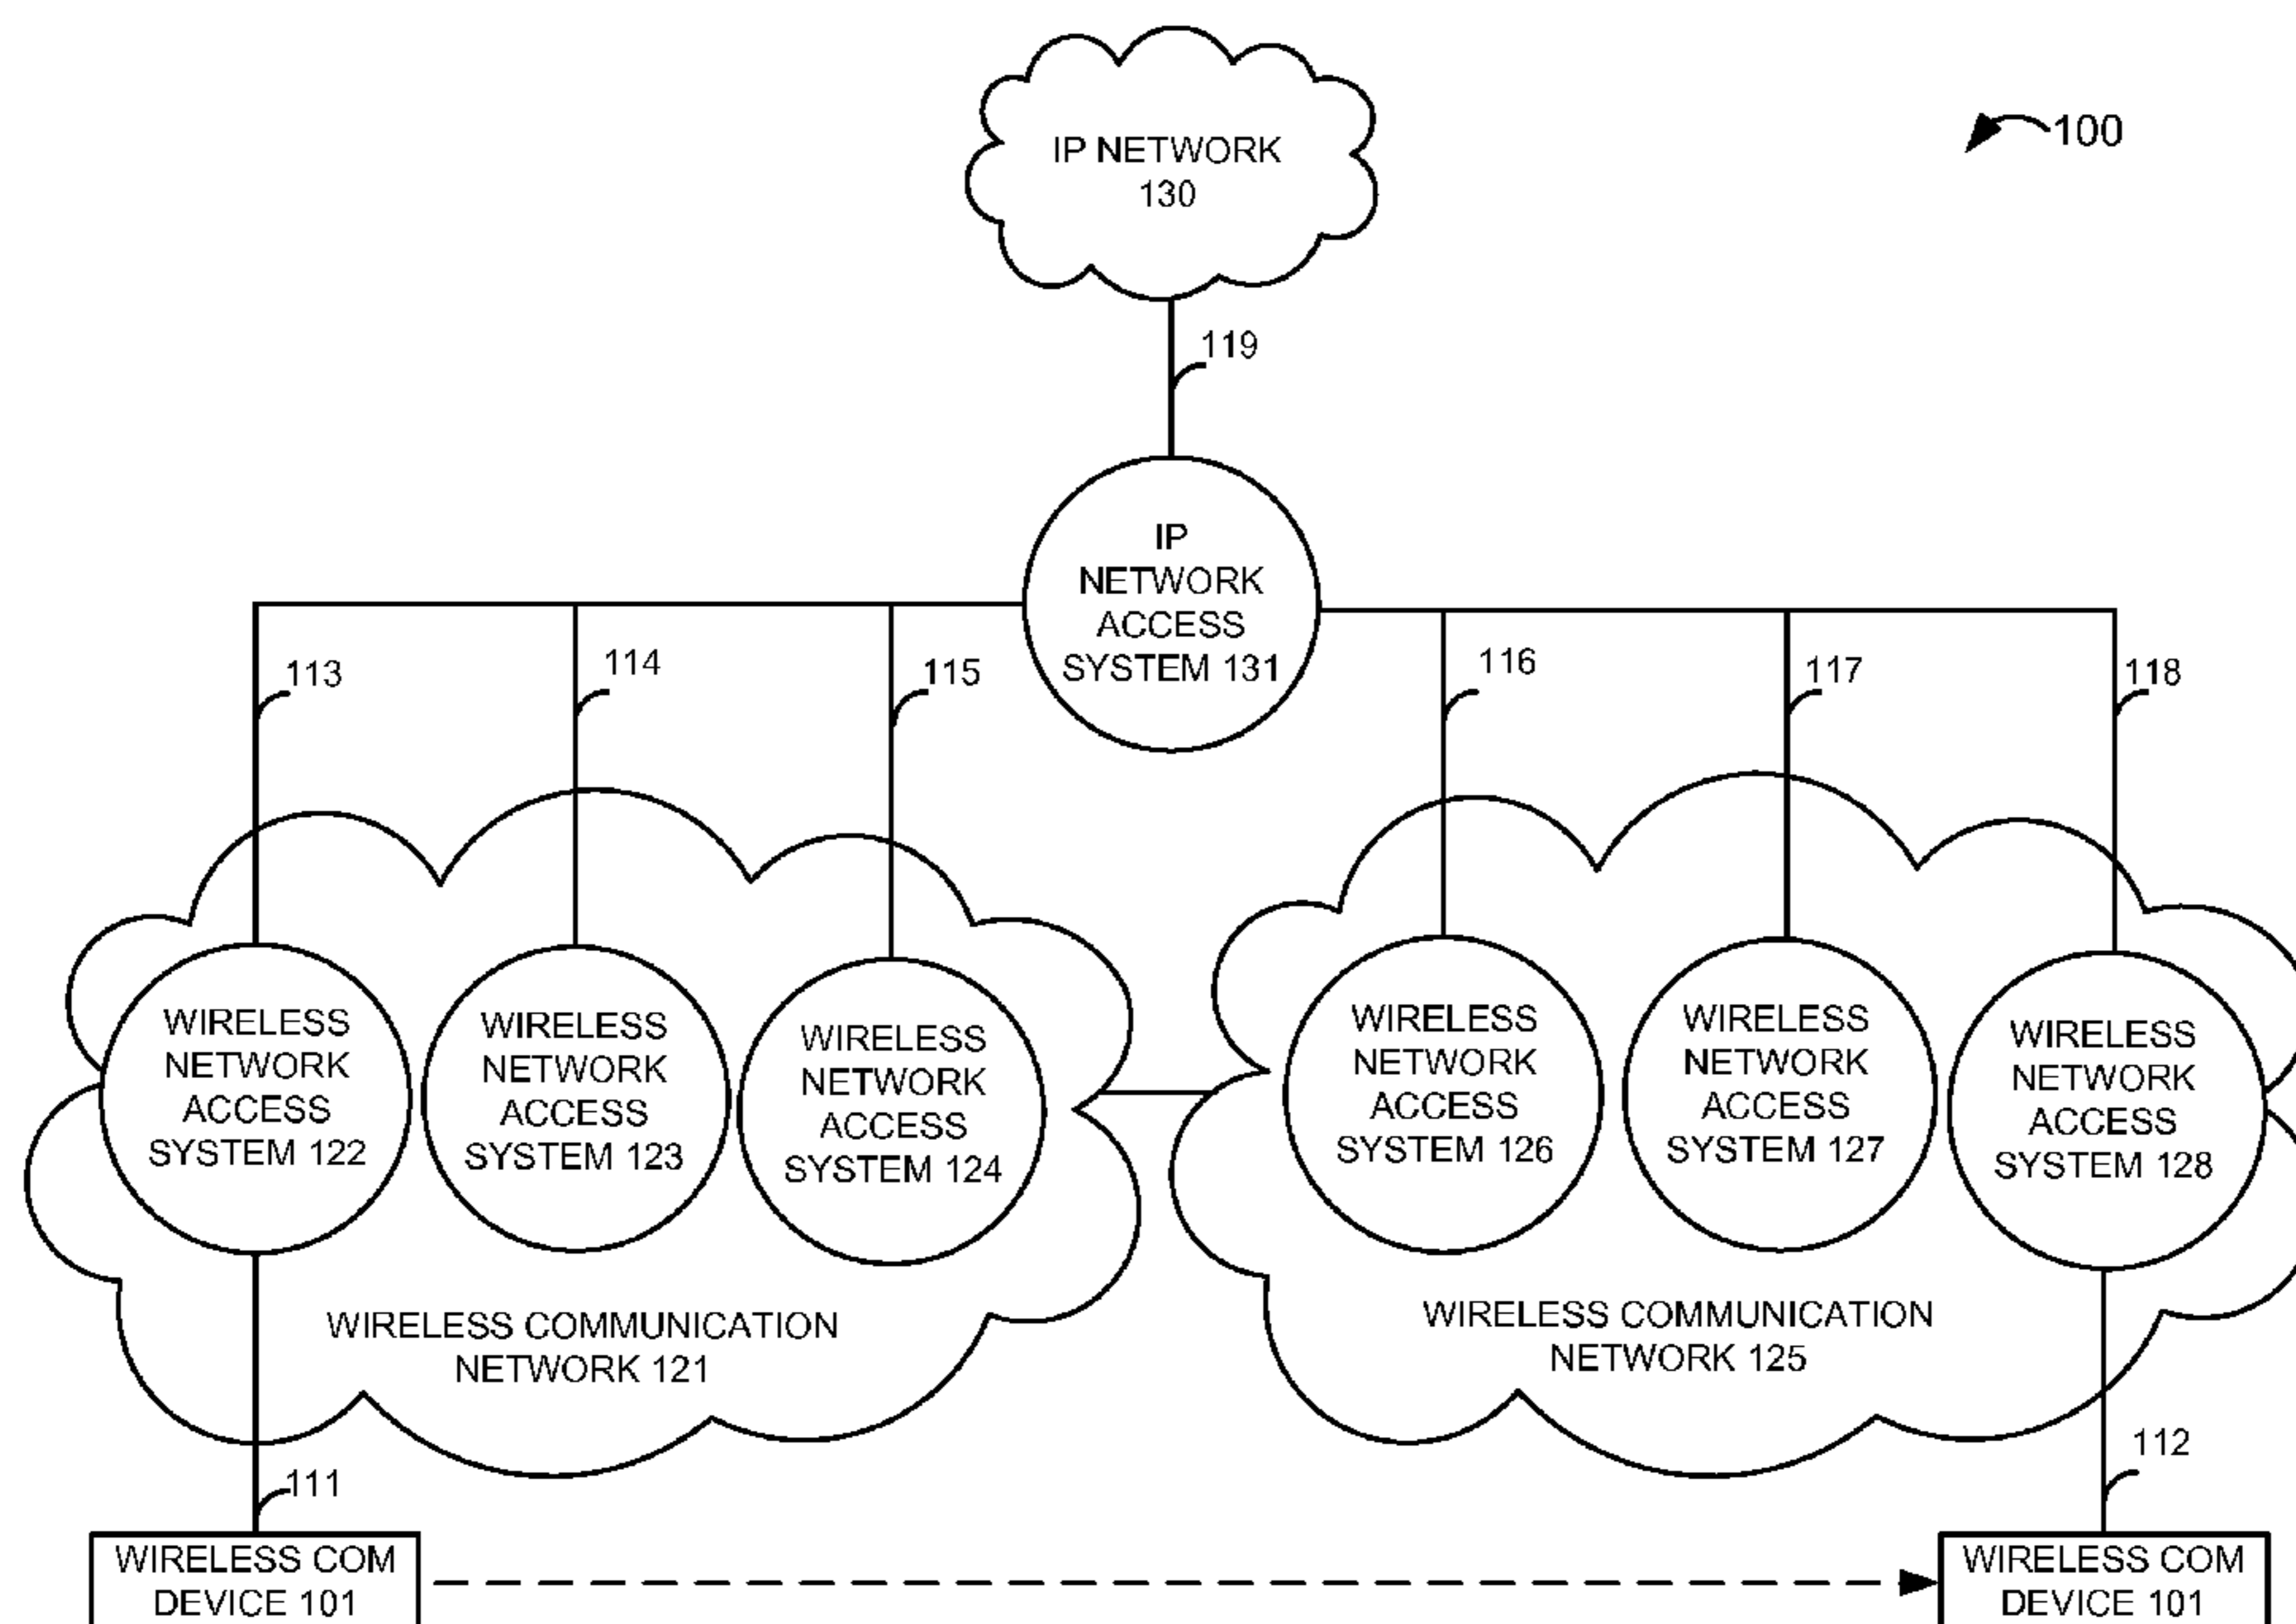 IP NETWORK
130
100
119
IP
NETWORK
ACCESS
SYSTEM 131
113
114
115
116
117
118
WIRELESS
NETWORK
ACCESS
SYSTEM 122
WIRELESS
NETWORK
ACCESS
SYSTEM 123
WIRELESS
NETWORK
ACCESS
SYSTEM 124
WIRELESS
NETWORK
ACCESS
SYSTEM 126
WIRELESS
NETWORK
ACCESS
SYSTEM 127
WIRELESS
NETWORK
ACCESS
SYSTEM 128
WIRELESS COMMUNICATION
NETWORK 121
WIRELESS COMMUNICATION
NETWORK 125
111
112
WIRELESS COM
DEVICE 101
WIRELESS COM
DEVICE 101